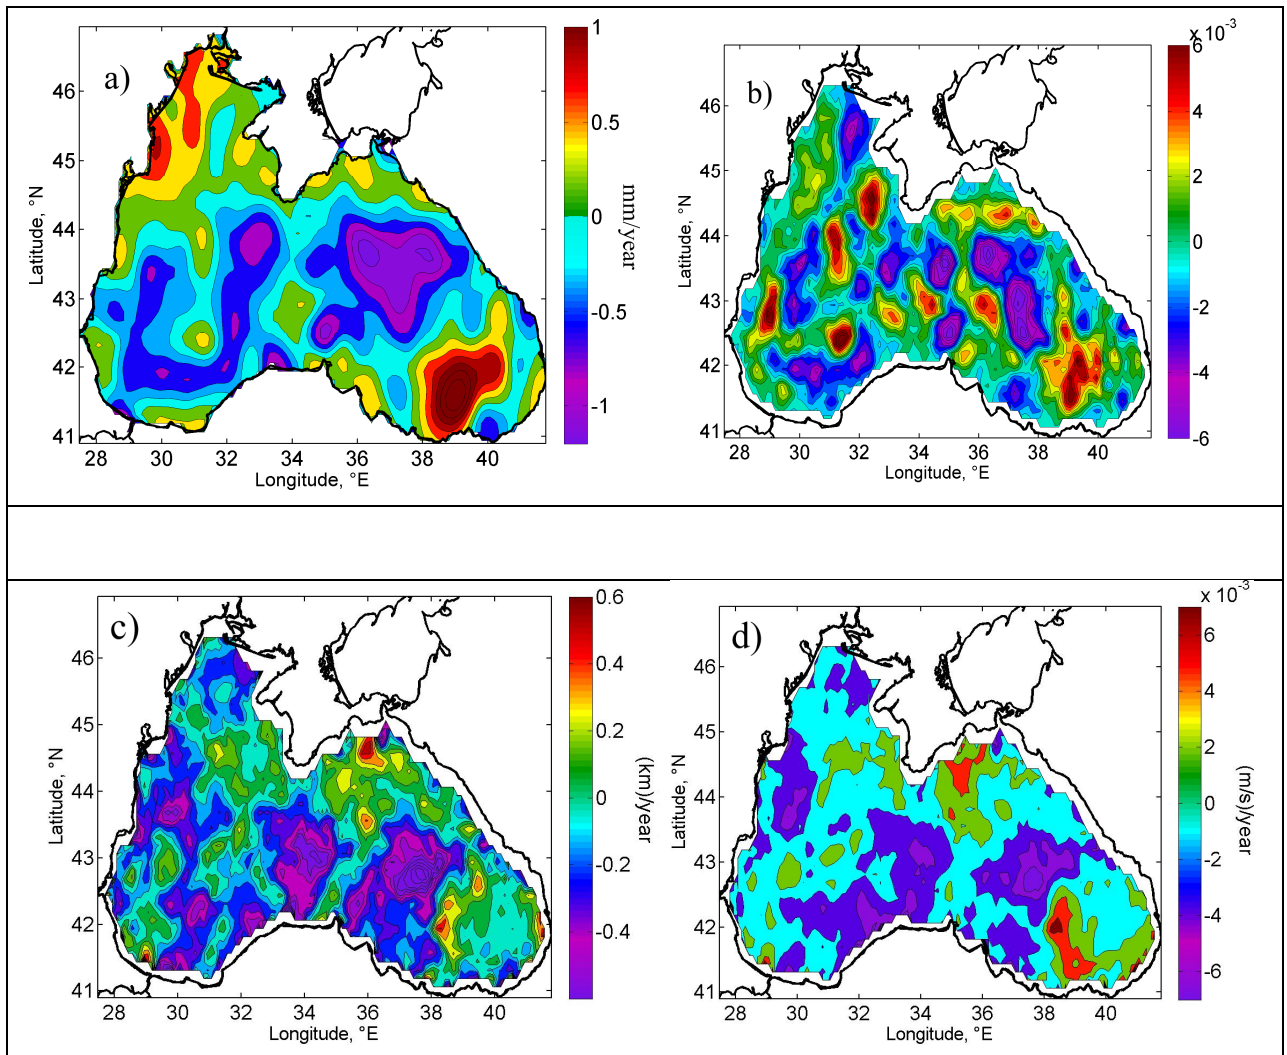 a)
46
45
44
43
42
41
Latitude, °N
28 30 32 34 36 38 40
Longitude, °E
1
0.5
0
-0.5
-1
mm/year
b)
46
45
44
43
42
41
Latitude, °N
28 30 32 34 36 38 40
Longitude, °E
x 10-3
6
4
2
0
-2
-4
-6
c)
46
45
44
43
42
41
Latitude, °N
28 30 32 34 36 38 40
Longitude, °E
0.6
0.4
0.2
0
-0.2
-0.4
(km)/year
d)
46
45
44
43
42
41
Latitude, °N
28 30 32 34 36 38 40
Longitude, °E
x 10-3
6
4
2
0
-2
-4
-6
(m/s)/year